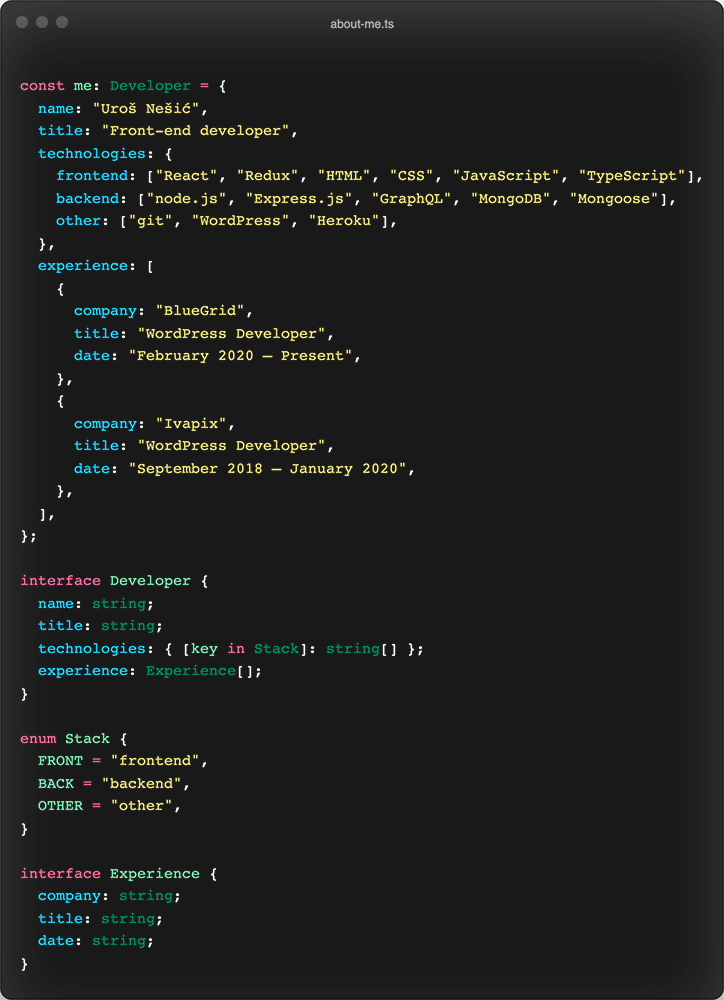 about-me.ts
const me: Developer = {
  name: "Uroš Nešić",
  title: "Front-end developer",
  technologies: {
    frontend: ["React", "Redux", "HTML", "CSS", "JavaScript", "TypeScript"],
    backend: ["node.js", "Express.js", "GraphQL", "MongoDB", "Mongoose"],
    other: ["git", "WordPress", "Heroku"],
  },
  experience: [
    {
      company: "BlueGrid",
      title: "WordPress Developer",
      date: "February 2020 – Present",
    },
    {
      company: "Ivapix",
      title: "WordPress Developer",
      date: "September 2018 – January 2020",
    },
  ],
};
interface Developer {
  name: string;
  title: string;
  technologies: { [key in Stack]: string[] };
  experience: Experience[];
}
enum Stack {
  FRONT = "frontend",
  BACK = "backend",
  OTHER = "other",
}
interface Experience {
  company: string;
  title: string;
  date: string;
}